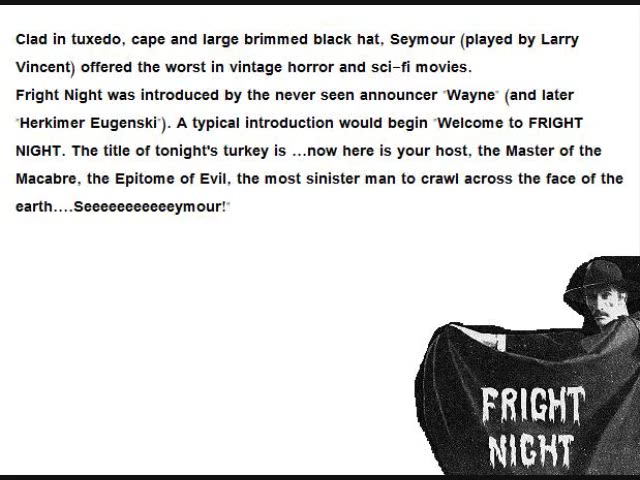 Clad in tuxedo, cape and large brimmed black hat, Seymour (played by Larry
Vincent) offered the worst in vintage horror and sci-fi movies.
Fright Night was introduced by the never seen announcer "Wayne" (and later
"Herkimer Eugenski"). A typical introduction would begin "Welcome to FRIGHT
NIGHT. The title of tonight's turkey is ...now here is your host, the Master of the
Macabre, the Epitome of Evil, the most sinister man to crawl across the face of the
earth....Seeeeeeeeeeeymour!"
FRIGHT
NIGHT